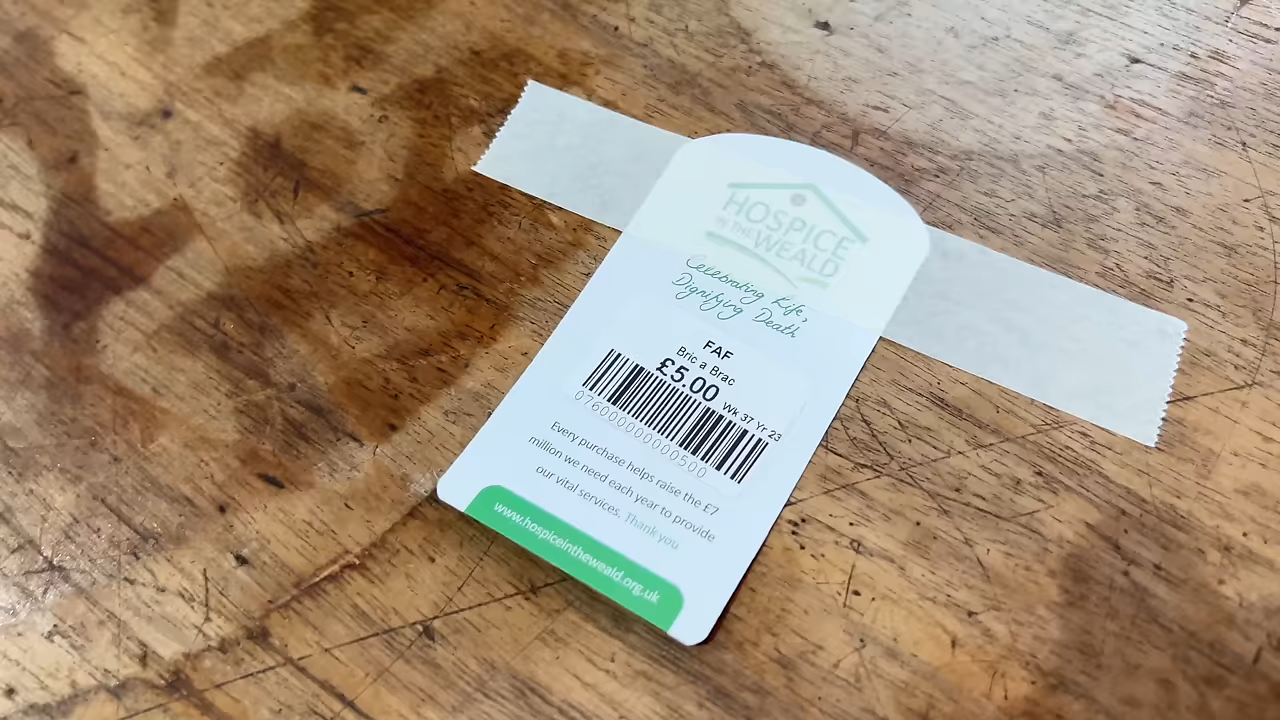 HOSPICE
IN THE WEALD
Celebrating Life,
Dignifying Death
FAF
Bric a Brac
£5.00
Wk 37 Yr 23
0760000000000500
Every purchase helps raise the £7
million we need each year to provide
our vital services. Thank you
www.hospiceintheweald.org.uk